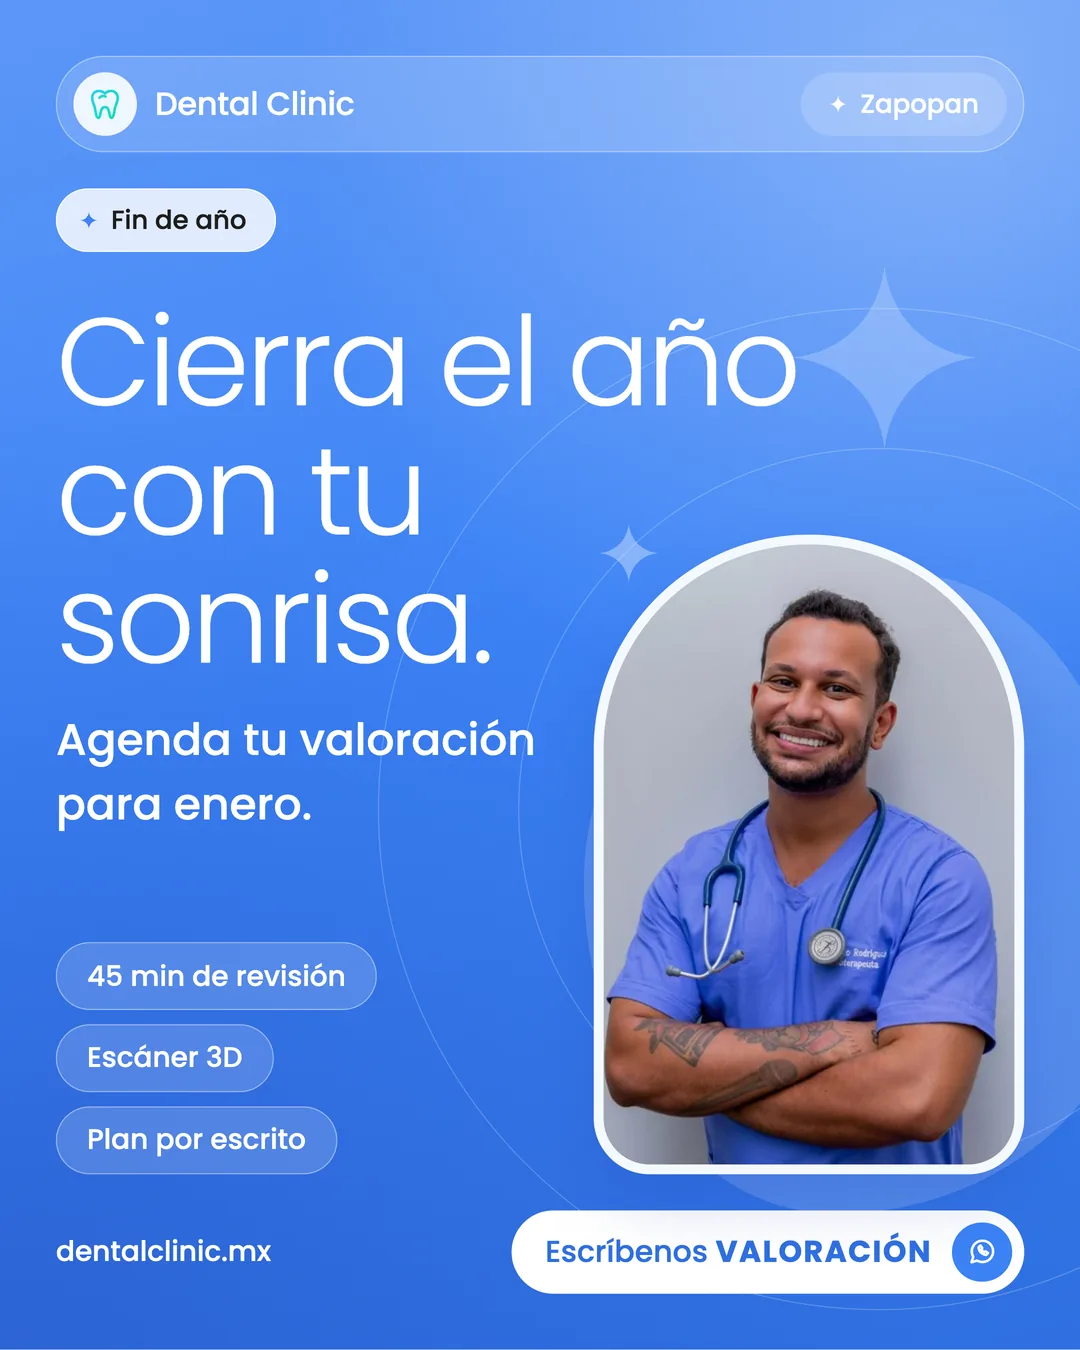 Dental Clinic
Zapopan
Fin de año
Cierra el año
con tu
sonrisa.
Agenda tu valoración
para enero.
45 min de revisión
Escáner 3D
Plan por escrito
dentalclinic.mx
Escríbenos VALORACIÓN